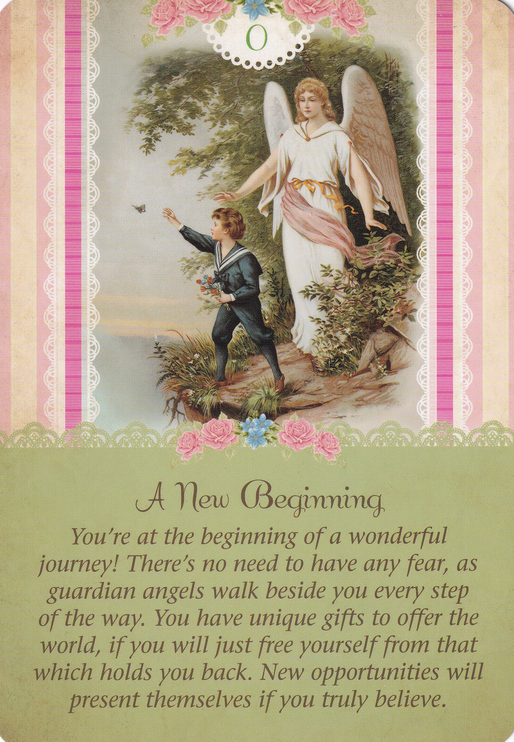 0
A New Beginning
You're at the beginning of a wonderful
journey! There's no need to have any fear, as
guardian angels walk beside you every step
of the way. You have unique gifts to offer the
world, if you will just free yourself from that
which holds you back. New opportunities will
present themselves if you truly believe.